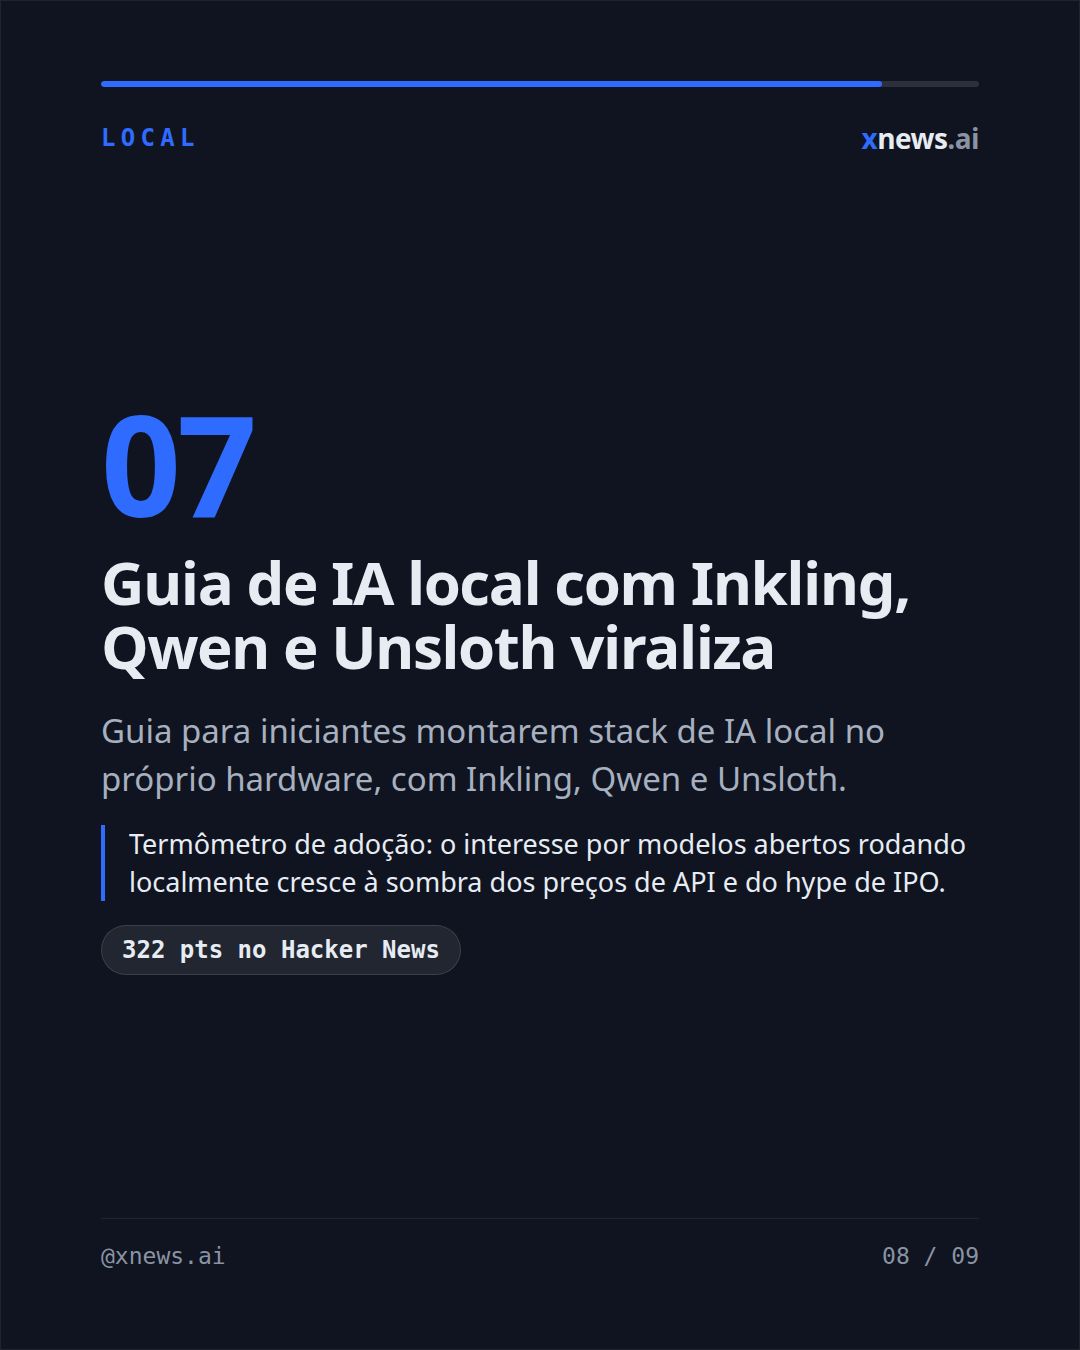 LOCAL
xnews.ai
07
Guia de IA local com Inkling,
Qwen e Unsloth viraliza
Guia para iniciantes montarem stack de IA local no
próprio hardware, com Inkling, Qwen e Unsloth.
Termômetro de adoção: o interesse por modelos abertos rodando
localmente cresce à sombra dos preços de API e do hype de IPO.
322 pts no Hacker News
@xnews.ai
08 / 09